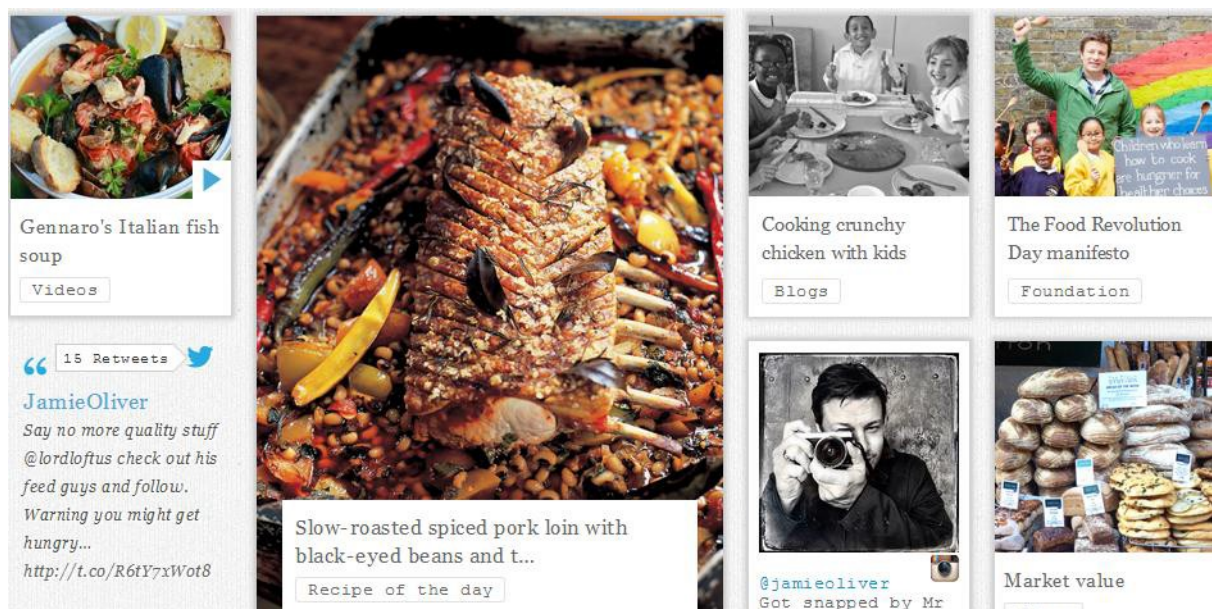 Gennaro's Italian fish
soup
Videos
15 Retweets
JamieOliver
Say no more quality stuff
@lordloftus check out his
feed guys and follow.
Warning you might get
hungry...
http://t.co/R6tY7xWot8
Slow-roasted spiced pork loin with
black-eyed beans and t...
Recipe of the day
Cooking crunchy
chicken with kids
Blogs
@jamieoliver
Got snapped by Mr
Children who learn
how to cook
are hungrier for
healthier choices
The Food Revolution
Day manifesto
Foundation
Market value